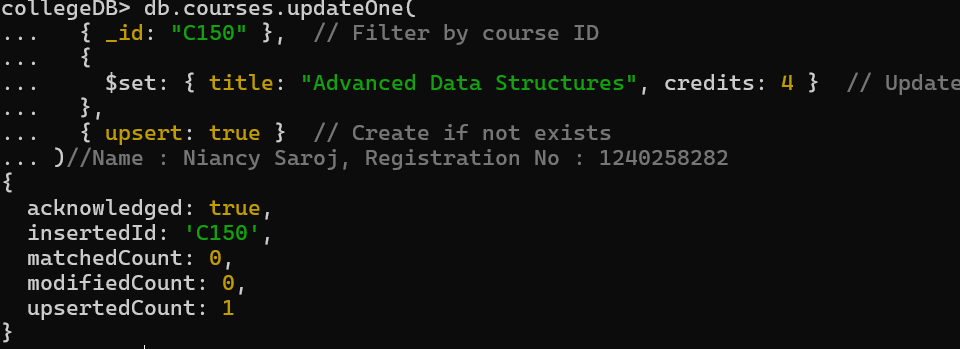 collegeDB> db.courses.updateOne(
...   { _id: "C150" },  // Filter by course ID
...   {
...     $set: { title: "Advanced Data Structures", credits: 4 }  // Update
...   },
...   { upsert: true }  // Create if not exists
... )//Name : Niancy Saroj, Registration No : 1240258282
{
  acknowledged: true,
  insertedId: 'C150',
  matchedCount: 0,
  modifiedCount: 0,
  upsertedCount: 1
}